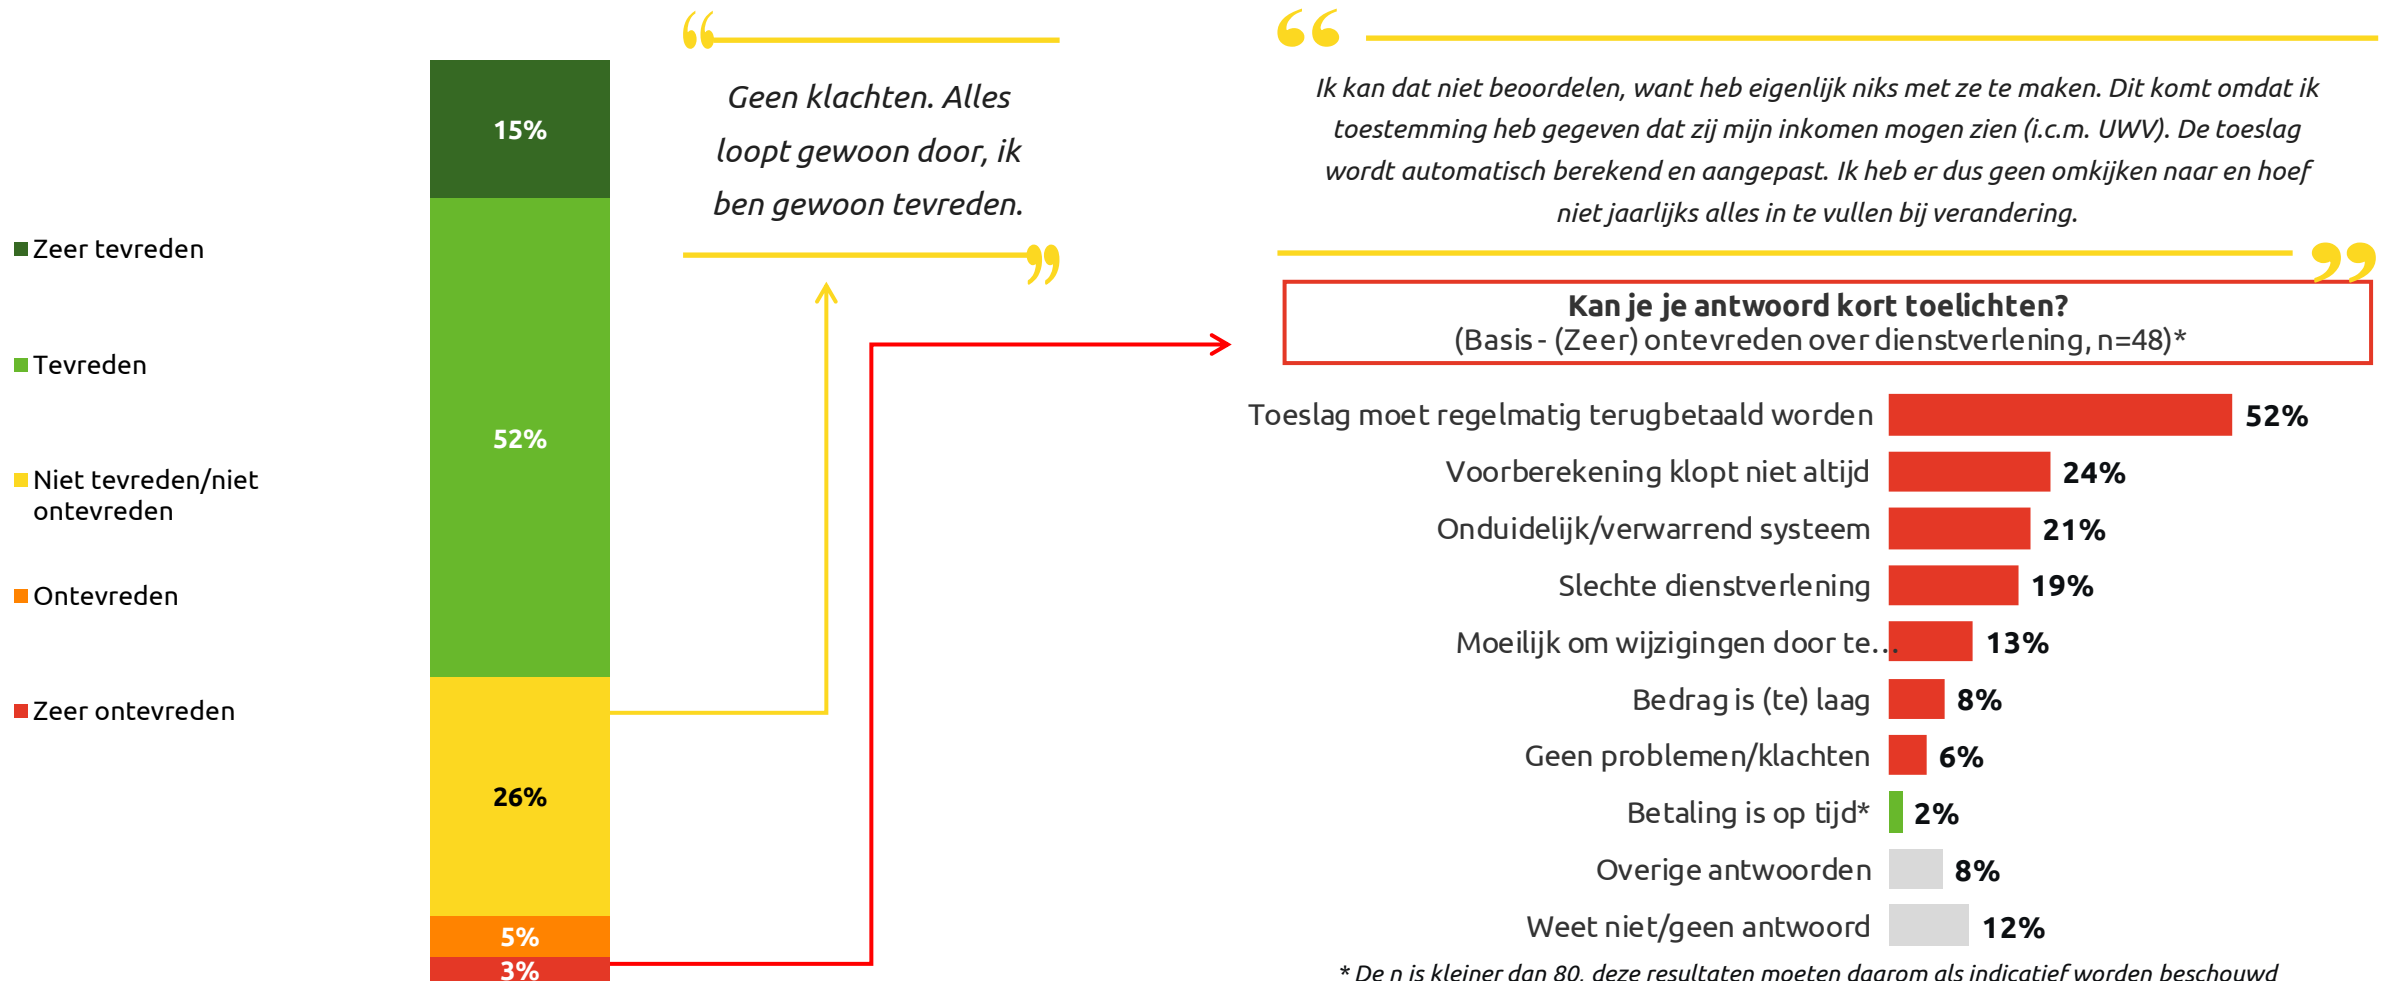 Zeer tevreden
Tevreden
Niet tevreden/niet
ontevreden
Ontevreden
Zeer ontevreden
15%
52%
26%
5%
3%
“
Geen klachten. Alles
loopt gewoon door, ik
ben gewoon tevreden.
”
“
Ik kan dat niet beoordelen, want heb eigenlijk niks met ze te maken. Dit komt omdat ik
toestemming heb gegeven dat zij mijn inkomen mogen zien (i.c.m. UWV). De toeslag
wordt automatisch berekend en aangepast. Ik heb er dus geen omkijken naar en hoef
niet jaarlijks alles in te vullen bij verandering.
”
Kan je je antwoord kort toelichten?
(Basis - (Zeer) ontevreden over dienstverlening, n=48)*
Toeslag moet regelmatig terugbetaald worden 52%
Voorberekening klopt niet altijd 24%
Onduidelijk/verwarrend systeem 21%
Slechte dienstverlening 19%
Moeilijk om wijzigingen door te… 13%
Bedrag is (te) laag 8%
Geen problemen/klachten 6%
Betaling is op tijd* 2%
Overige antwoorden 8%
Weet niet/geen antwoord 12%
* De n is kleiner dan 80, deze resultaten moeten daarom als indicatief worden beschouwd